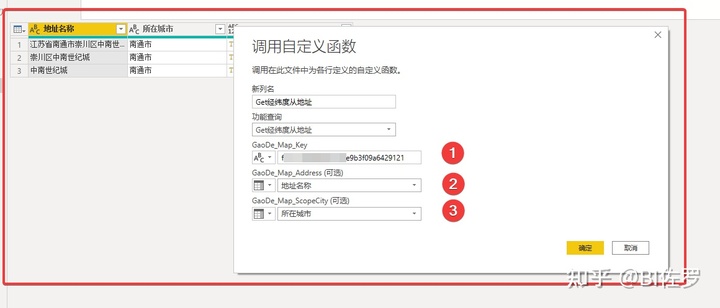 地址名称 所在城市
1 江苏省南通市崇川区中南世... 南通市
2 崇川区中南世纪城 南通市
3 中南世纪城 南通市
调用自定义函数
调用在此文件中为各行定义的自定义函数。
新列名
Get经纬度从地址
功能查询
Get经纬度从地址
GaoDe_Map_Key
e9b3f09a6429121
1
GaoDe_Map_Address (可选)
地址名称
2
GaoDe_Map_ScopeCity (可选)
所在城市
3
确定 取消
知乎 @BI佐罗